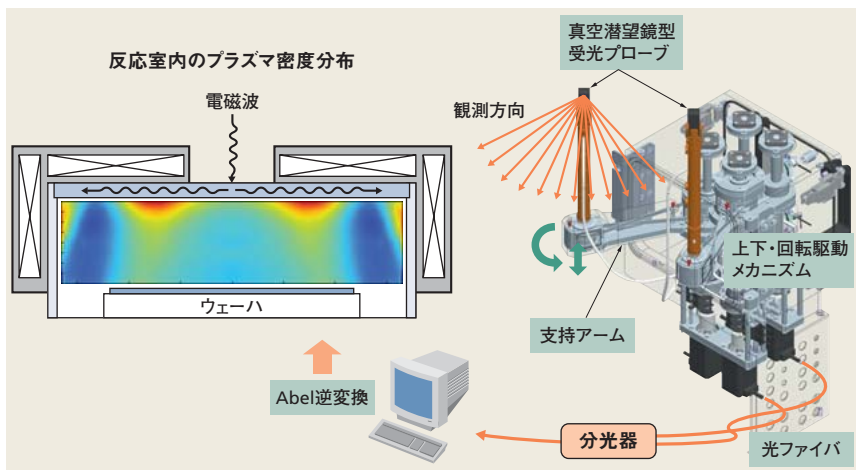 反応室内のプラズマ密度分布
電磁波
ウェーハ
Abel逆変換
真空潜望鏡型
受光プローブ
観測方向
上下・回転駆動
メカニズム
支持アーム
分光器
光ファイバ